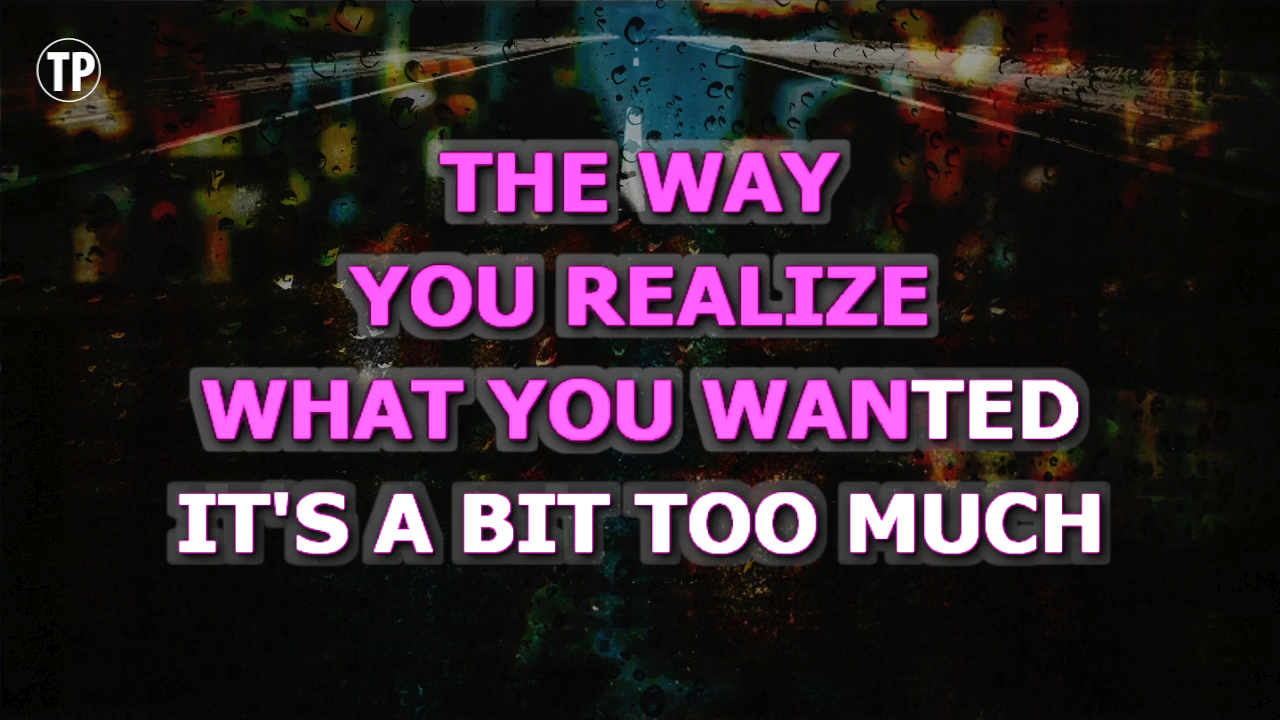 TP
THE WAY
YOU REALIZE
WHAT YOU WANTED
IT'S A BIT TOO MUCH